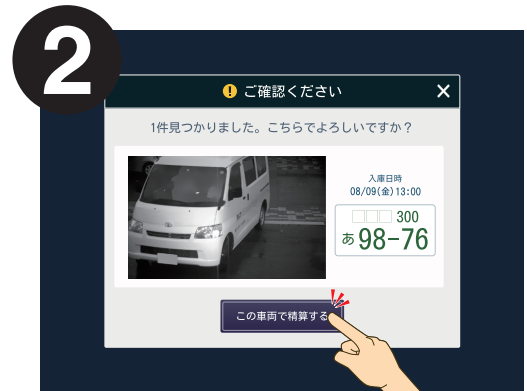 2
! ご確認ください ×
1件見つかりました。こちらでよろしいですか？
入庫日時
08/09(金)13:00
□□□ 300
あ 98-76
この車両で精算する